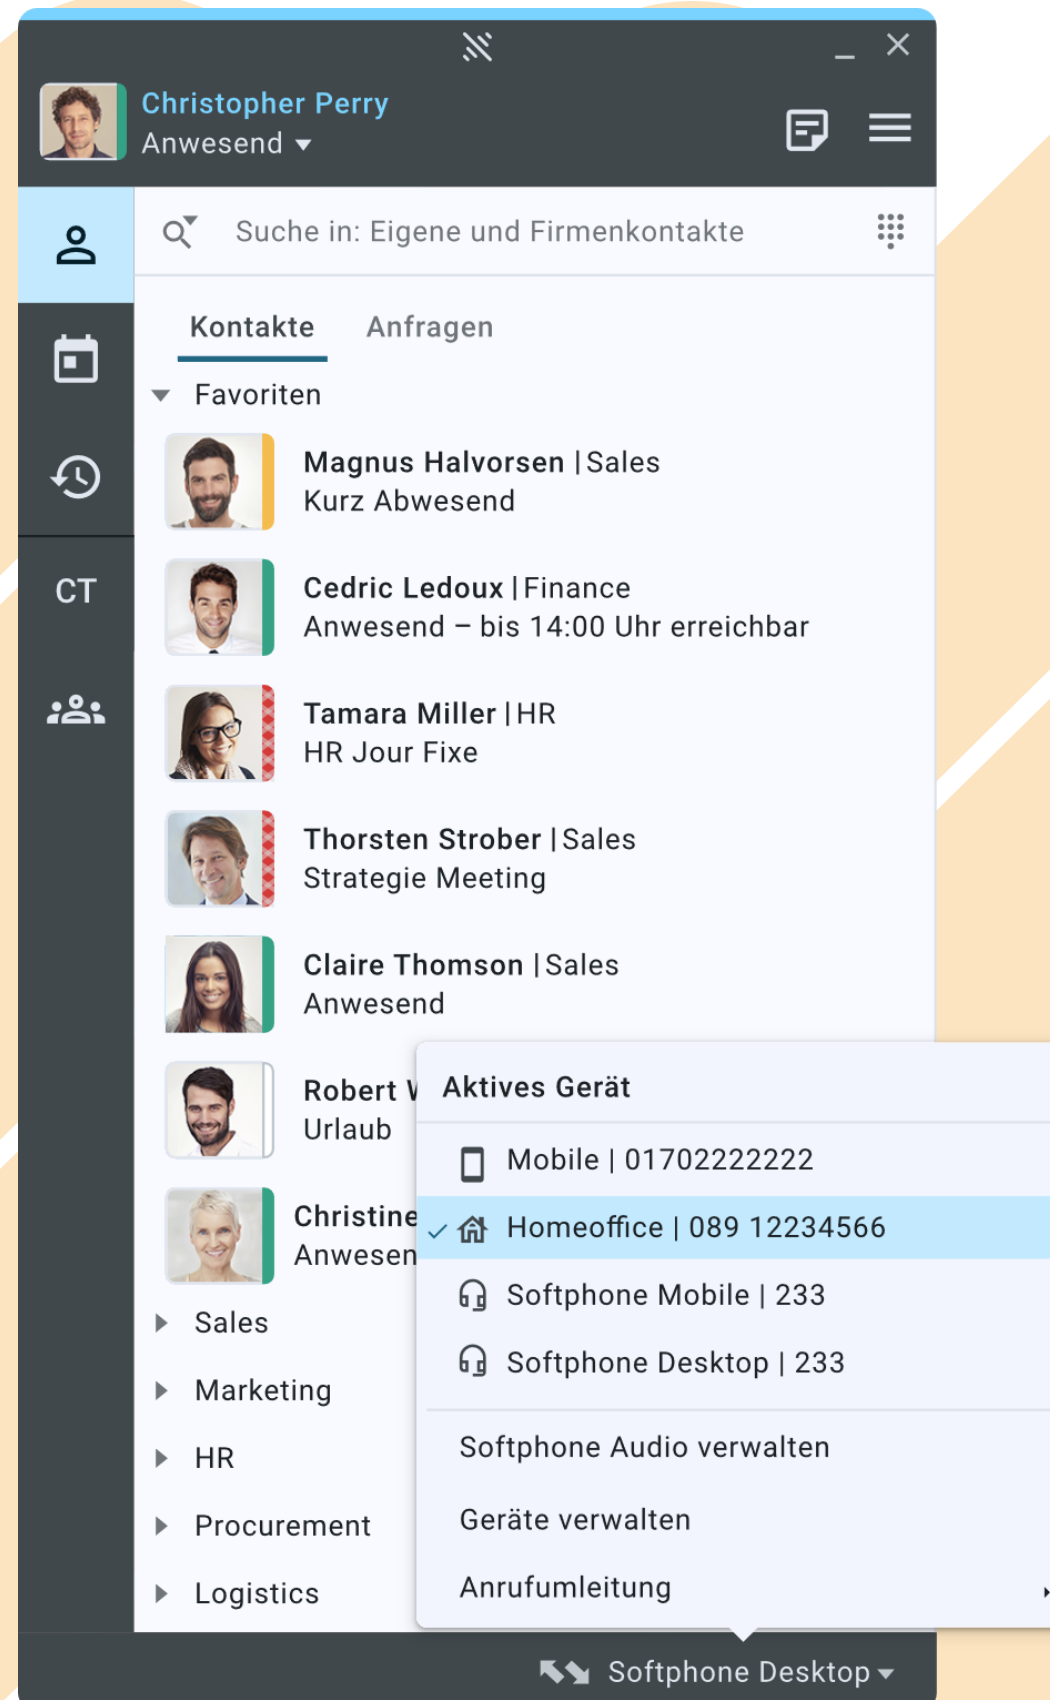 Christopher Perry
Anwesend
Suche in: Eigene und Firmenkontakte
Kontakte Anfragen
Favoriten
Magnus Halvorsen | Sales
Kurz Abwesend
Cedric Ledoux | Finance
Anwesend – bis 14:00 Uhr erreichbar
CT
Tamara Miller | HR
HR Jour Fixe
Thorsten Strober | Sales
Strategie Meeting
Claire Thomson | Sales
Anwesend
Robert
Urlaub
Christine
Anwesen
Sales
Marketing
HR
Procurement
Logistics
Aktives Gerät
Mobile | 01702222222
Homeoffice | 089 12234566
Softphone Mobile | 233
Softphone Desktop | 233
Softphone Audio verwalten
Geräte verwalten
Anrufumleitung
Softphone Desktop